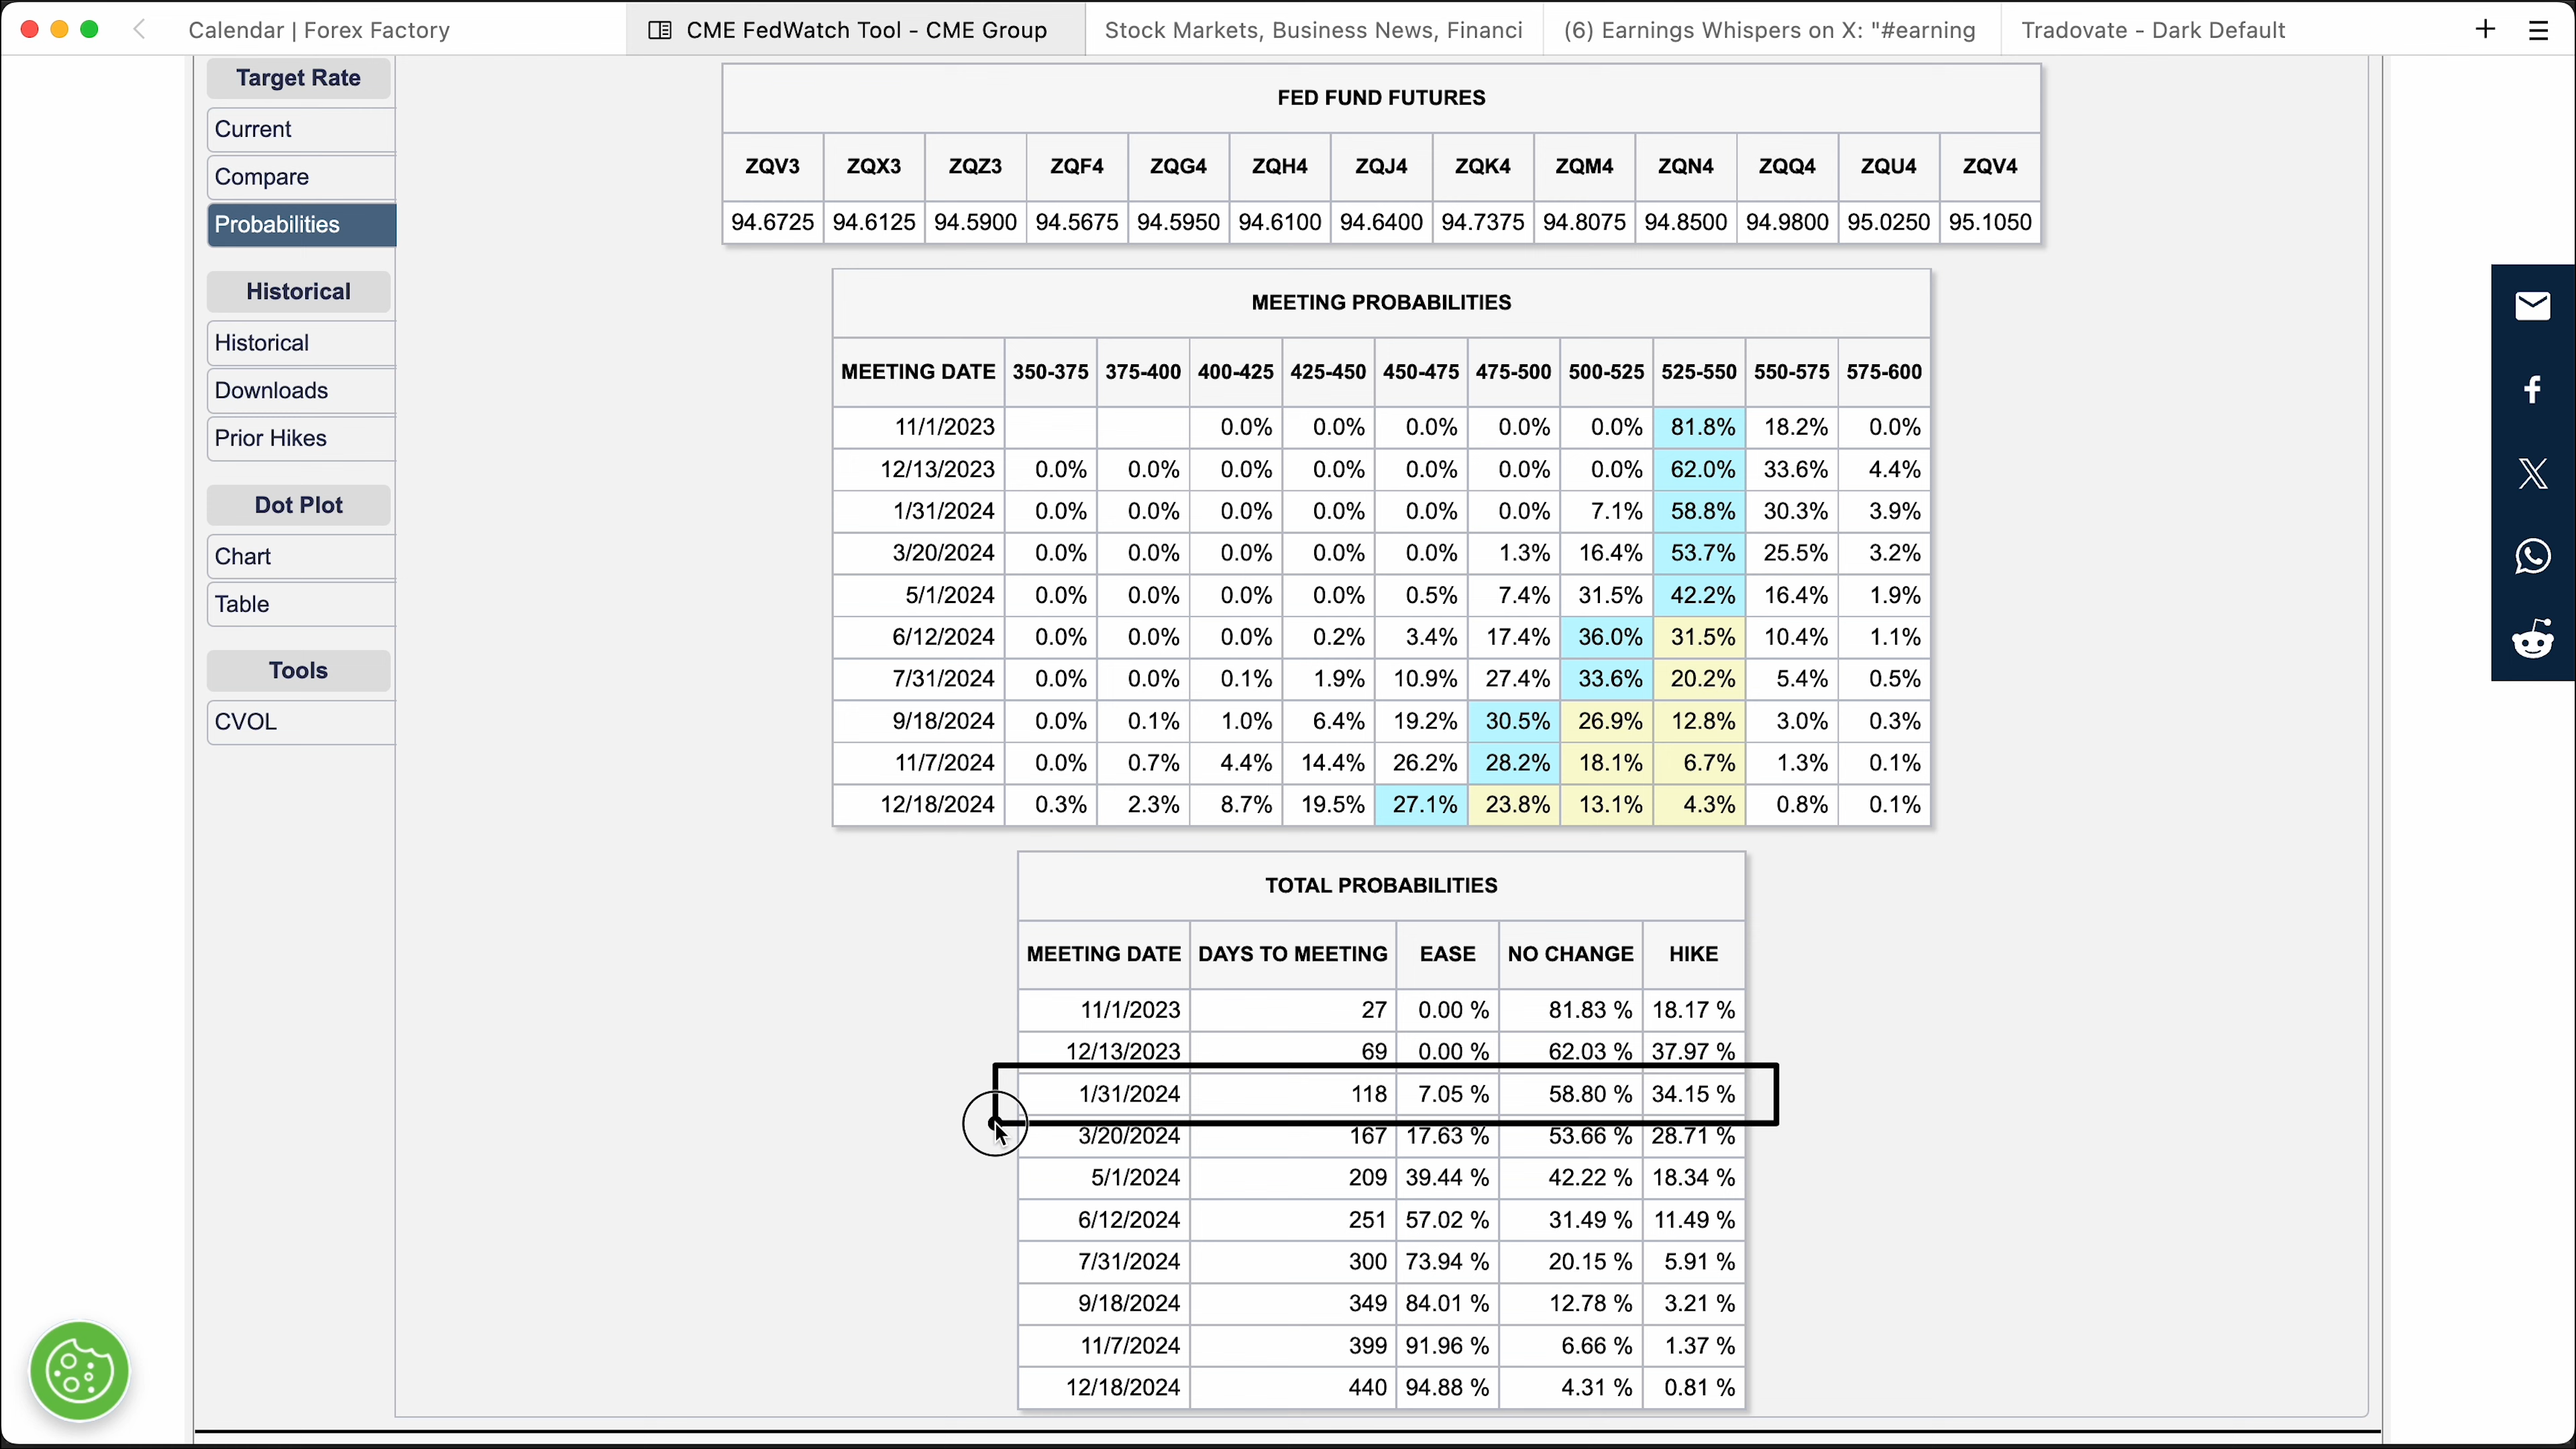 Calendar | Forex Factory
CME FedWatch Tool - CME Group
Stock Markets, Business News, Financi
(6) Earnings Whispers on X: "#earning
Tradovate - Dark Default
Target Rate
Current
Compare
Probabilities
Historical
Historical
Downloads
Prior Hikes
Dot Plot
Chart
Table
Tools
CVOL
FED FUND FUTURES
ZQV3 ZQX3 ZQZ3 ZQF4 ZQG4 ZQH4 ZQJ4 ZQK4 ZQM4 ZQN4 ZQQ4 ZQU4 ZQV4
94.6725 94.6125 94.5900 94.5675 94.5950 94.6100 94.6400 94.7375 94.8075 94.8500 94.9800 95.0250 95.1050
MEETING PROBABILITIES
MEETING DATE 350-375 375-400 400-425 425-450 450-475 475-500 500-525 525-550 550-575 575-600
11/1/2023 0.0% 0.0% 0.0% 0.0% 0.0% 81.8% 18.2% 0.0%
12/13/2023 0.0% 0.0% 0.0% 0.0% 0.0% 0.0% 0.0% 62.0% 33.6% 4.4%
1/31/2024 0.0% 0.0% 0.0% 0.0% 0.0% 0.0% 7.1% 58.8% 30.3% 3.9%
3/20/2024 0.0% 0.0% 0.0% 0.0% 0.0% 1.3% 16.4% 53.7% 25.5% 3.2%
5/1/2024 0.0% 0.0% 0.0% 0.0% 0.5% 7.4% 31.5% 42.2% 16.4% 1.9%
6/12/2024 0.0% 0.0% 0.0% 0.2% 3.4% 17.4% 36.0% 31.5% 10.4% 1.1%
7/31/2024 0.0% 0.0% 0.1% 1.9% 10.9% 27.4% 33.6% 20.2% 5.4% 0.5%
9/18/2024 0.0% 0.1% 1.0% 6.4% 19.2% 30.5% 26.9% 12.8% 3.0% 0.3%
11/7/2024 0.0% 0.7% 4.4% 14.4% 26.2% 28.2% 18.1% 6.7% 1.3% 0.1%
12/18/2024 0.3% 2.3% 8.7% 19.5% 27.1% 23.8% 13.1% 4.3% 0.8% 0.1%
TOTAL PROBABILITIES
MEETING DATE DAYS TO MEETING EASE NO CHANGE HIKE
11/1/2023 27 0.00 % 81.83 % 18.17 %
12/13/2023 69 0.00 % 62.03 % 37.97 %
1/31/2024 118 7.05 % 58.80 % 34.15 %
3/20/2024 167 17.63 % 53.66 % 28.71 %
5/1/2024 209 39.44 % 42.22 % 18.34 %
6/12/2024 251 57.02 % 31.49 % 11.49 %
7/31/2024 300 73.94 % 20.15 % 5.91 %
9/18/2024 349 84.01 % 12.78 % 3.21 %
11/7/2024 399 91.96 % 6.66 % 1.37 %
12/18/2024 440 94.88 % 4.31 % 0.81 %